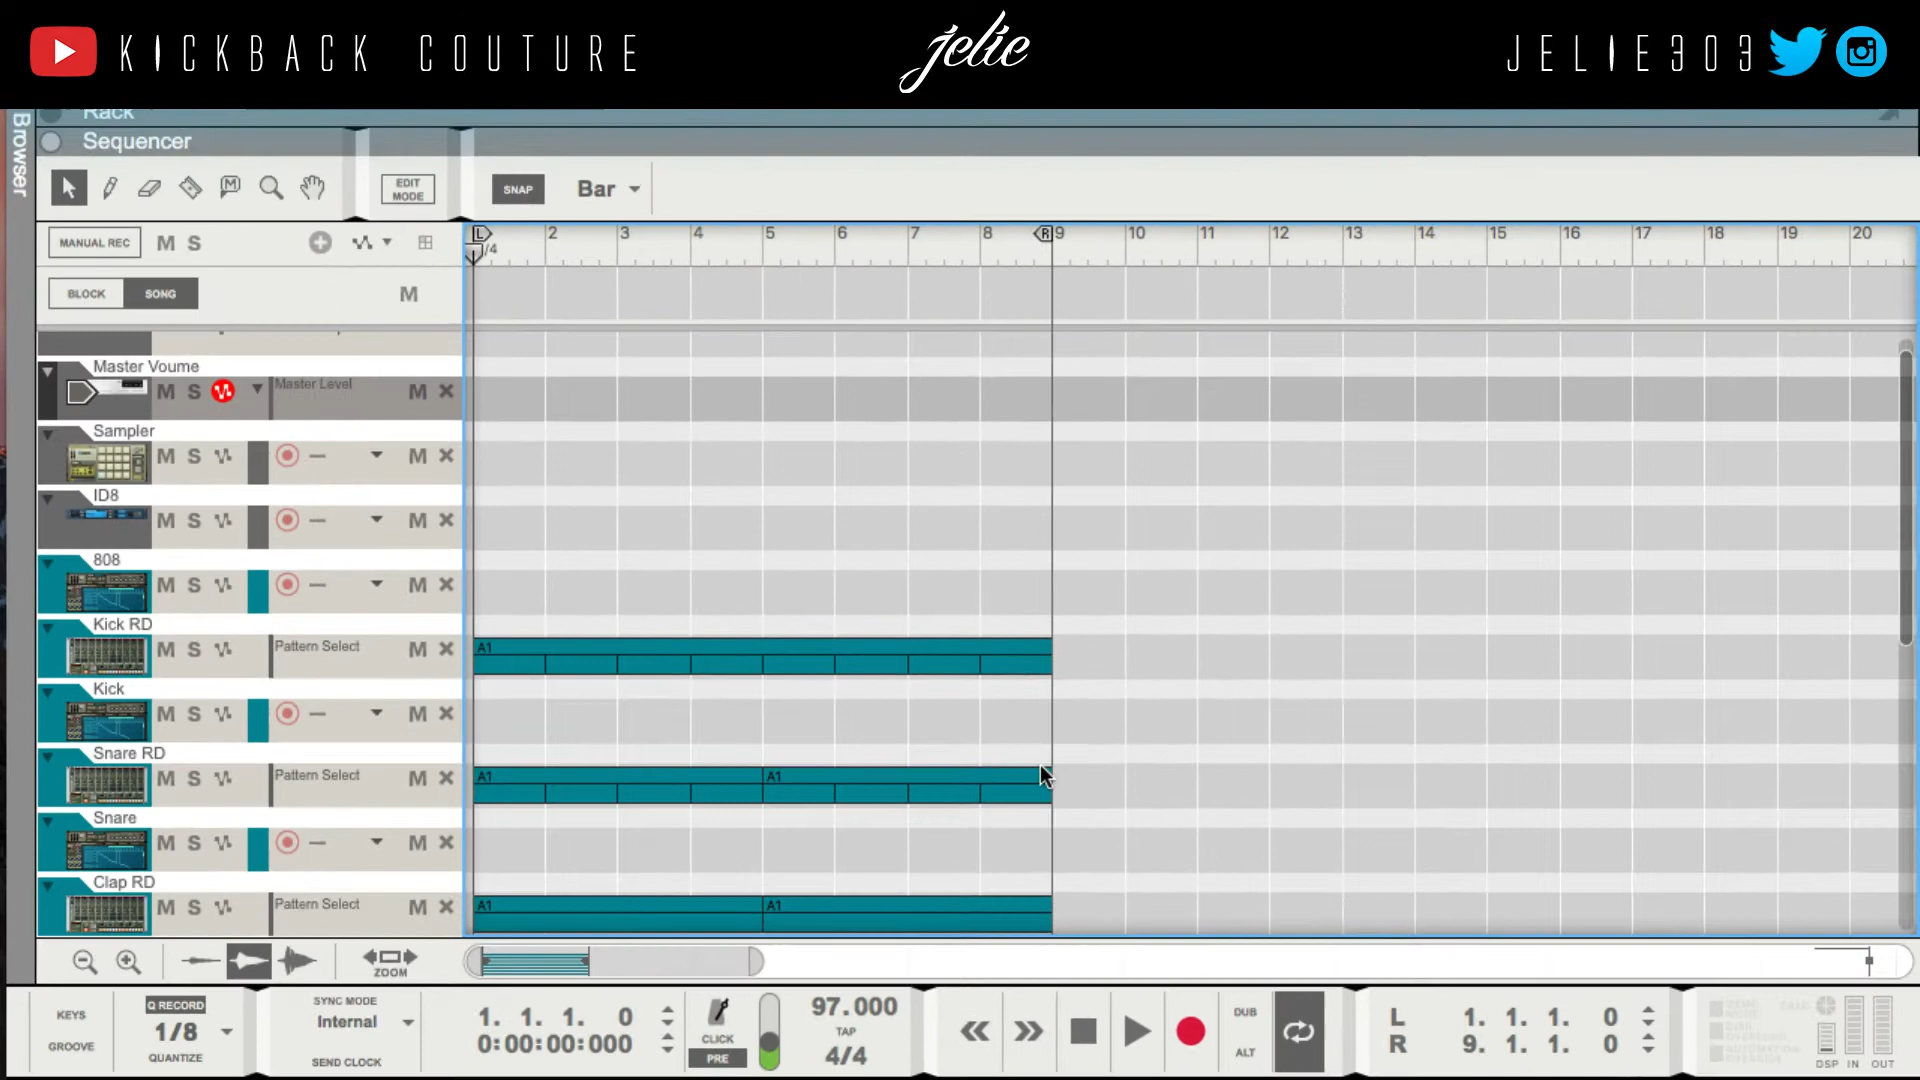 KICKBACK COUTURE
jelie
JELIE303
Browser
Rack
Sequencer
EDIT MODE
SNAP
Bar
MANUAL REC M S
L 2 3 4 5 6 7 8 R 9 10 11 12 13 14 15 16 17 18 19 20
/4
BLOCK SONG M
Master Voume
M S Master Level M
Sampler
M S M
ID8
M S M
808
M S M
Kick RD
M S Pattern Select M A1
Kick
M S M
Snare RD
M S Pattern Select M A1 A1
Snare
M S M
Clap RD
M S Pattern Select M A1 A1
ZOOM
KEYS
GROOVE
Q RECORD
1/8
QUANTIZE
SYNC MODE
Internal
SEND CLOCK
1. 1. 1. 0
0:00:00:000
CLICK
PRE
97.000
TAP
4/4
DUB
ALT
L 1. 1. 1. 0
R 9. 1. 1. 0
DSP IN OUT